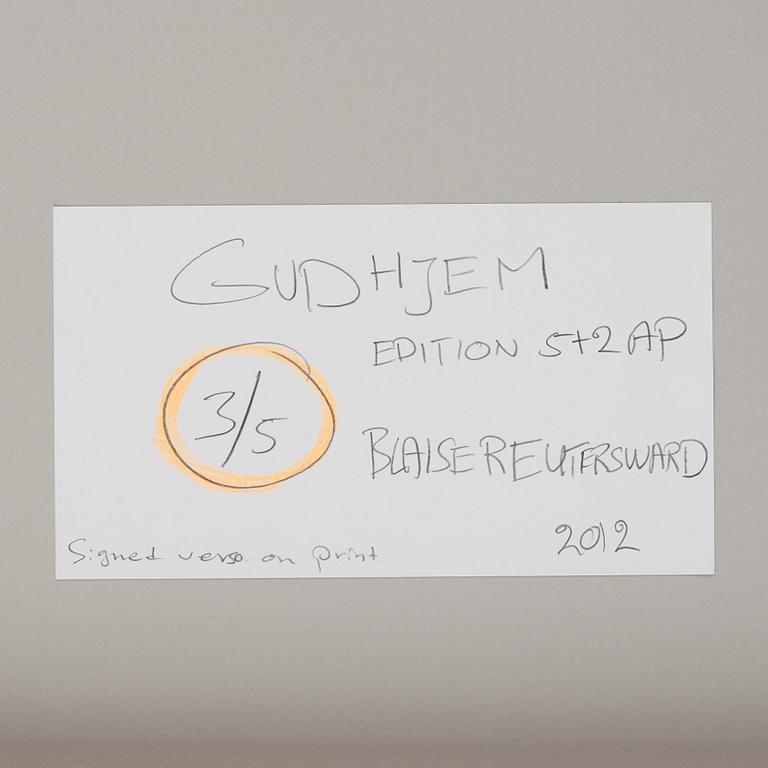 GUDHJEM
EDITION 5+2 AP
3/5
BLAISE REUTERSWARD
2012
Signed verso on print